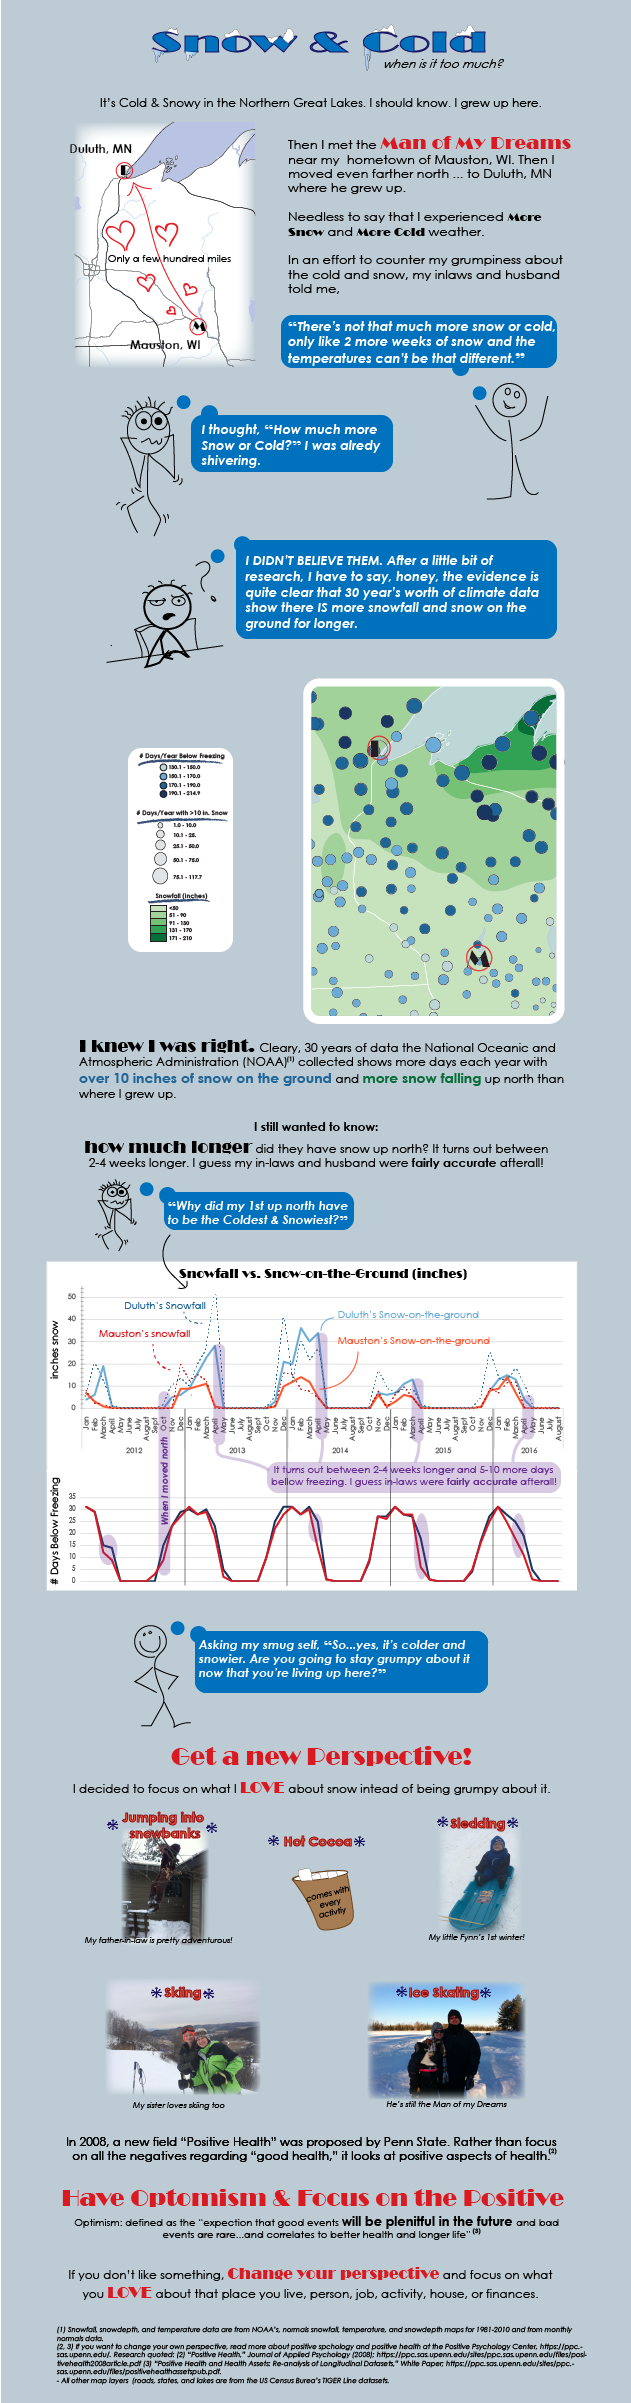 Snow & Cold
when is it too much?
It's Cold & Snowy in the Northern Great Lakes. I should know. I grew up here.
Duluth, MN
D
Only a few hundred miles
M
Mauston, WI
Then I met the Man of My Dreams
near my hometown of Mauston, WI. Then I
moved even farther north ... to Duluth, MN
where he grew up.
Needless to say that I experienced More
Snow and More Cold weather.
In an effort to counter my grumpiness about
the cold and snow, my inlaws and husband
told me,
“There's not that much more snow or cold,
only like 2 more weeks of snow and the
temperatures can't be that different.”
I thought, “How much more
Snow or Cold?” I was alredy
shivering.
I DIDN'T BELIEVE THEM. After a little bit of
research, I have to say, honey, the evidence is
quite clear that 30 year's worth of climate data
show there IS more snowfall and snow on the
ground for longer.
# Days/Year Below Freezing
130.1 - 150.0
150.1 - 170.0
170.1 - 190.0
190.1 - 214.9
# Days/Year with >10 in. Snow
1.0 - 10.0
10.1 - 25.
25.1 - 50.0
50.1 - 75.0
75.1 - 117.7
Snowfall (inches)
<50
51 - 90
91 - 130
131 - 170
171 - 210
D
M
I knew I was right. Cleary, 30 years of data the National Oceanic and
Atmospheric Administration (NOAA)(1) collected shows more days each year with
over 10 inches of snow on the ground and more snow falling up north than
where I grew up.
I still wanted to know:
how much longer did they have snow up north? It turns out between
2-4 weeks longer. I guess my in-laws and husband were fairly accurate afterall!
“Why did my 1st up north have
to be the Coldest & Snowiest?”
Snowfall vs. Snow-on-the-Ground (inches)
inches snow
50
40
30
20
10
0
Duluth's Snowfall
Mauston's snowfall
Duluth's Snow-on-the-ground
Mauston's Snow-on-the-ground
Jan Feb March April May June July August Sept Oct Nov Dec Jan Feb March April May June July August Sept Oct Nov Dec Jan Feb March April May June July August Sept Oct Nov Dec Jan Feb March April May June July August Sept Oct Nov Dec Jan Feb March April May June July August
2012 2013 2014 2015 2016
When I moved north
It turns out between 2-4 weeks longer and 5-10 more days
bellow freezing. I guess in-laws were fairly accurate afterall!
# Days Below Freezing
35
30
25
20
15
10
5
0
Asking my smug self, “So...yes, it's colder and
snowier. Are you going to stay grumpy about it
now that you're living up here?”
Get a new Perspective!
I decided to focus on what I LOVE about snow intead of being grumpy about it.
* Jumping into *
snowbanks
My father-in-law is pretty adventurous!
* Hot Cocoa *
comes with
every
activtiy
* Sledding *
My little Fynn's 1st winter!
* Skiing *
My sister loves skiing too
* Ice Skating *
He's still the Man of my Dreams
In 2008, a new field “Positive Health” was proposed by Penn State. Rather than focus
on all the negatives regarding “good health,” it looks at positive aspects of health.(2)
Have Optomism & Focus on the Positive
Optimism: defined as the “expection that good events will be plenitful in the future and bad
events are rare...and correlates to better health and longer life” (3)
If you don't like something, Change your perspective and focus on what
you LOVE about that place you live, person, job, activity, house, or finances.
(1) Snowfall, snowdepth, and temperature data are from NOAA's, normals snowfall, temperature, and snowdepth maps for 1981-2010 and from monthly
normals data.
(2, 3) If you want to change your own perspective, read more about positive spchology and positive health at the Positive Psychology Center, https://ppc.-
sas.upenn.edu/. Research quoted: (2) “Positive Health,” Journal of Applied Psychology (2008); https://ppc.sas.upenn.edu/sites/ppc.sas.upenn.edu/files/posi-
tivehealth2008article.pdf (3) “Positive Health and Health Assets: Re-analysis of Longitudinal Datasets.” White Paper; https://ppc.sas.upenn.edu/sites/ppc.-
sas.upenn.edu/files/positivehealthassetspub.pdf.
- All other map layers (roads, states, and lakes are from the US Census Burea's TIGER Line datasets.